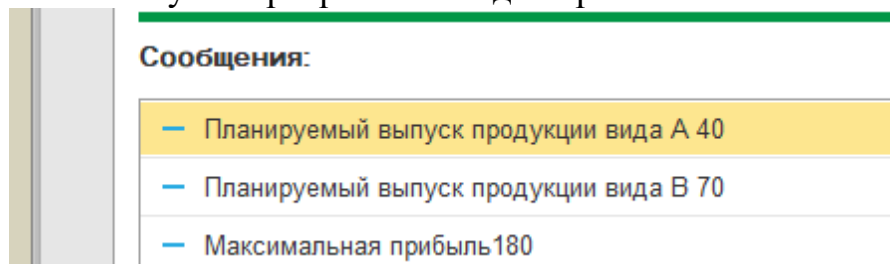 Сообщения:
– Планируемый выпуск продукции вида А 40
– Планируемый выпуск продукции вида В 70
– Максимальная прибыль180